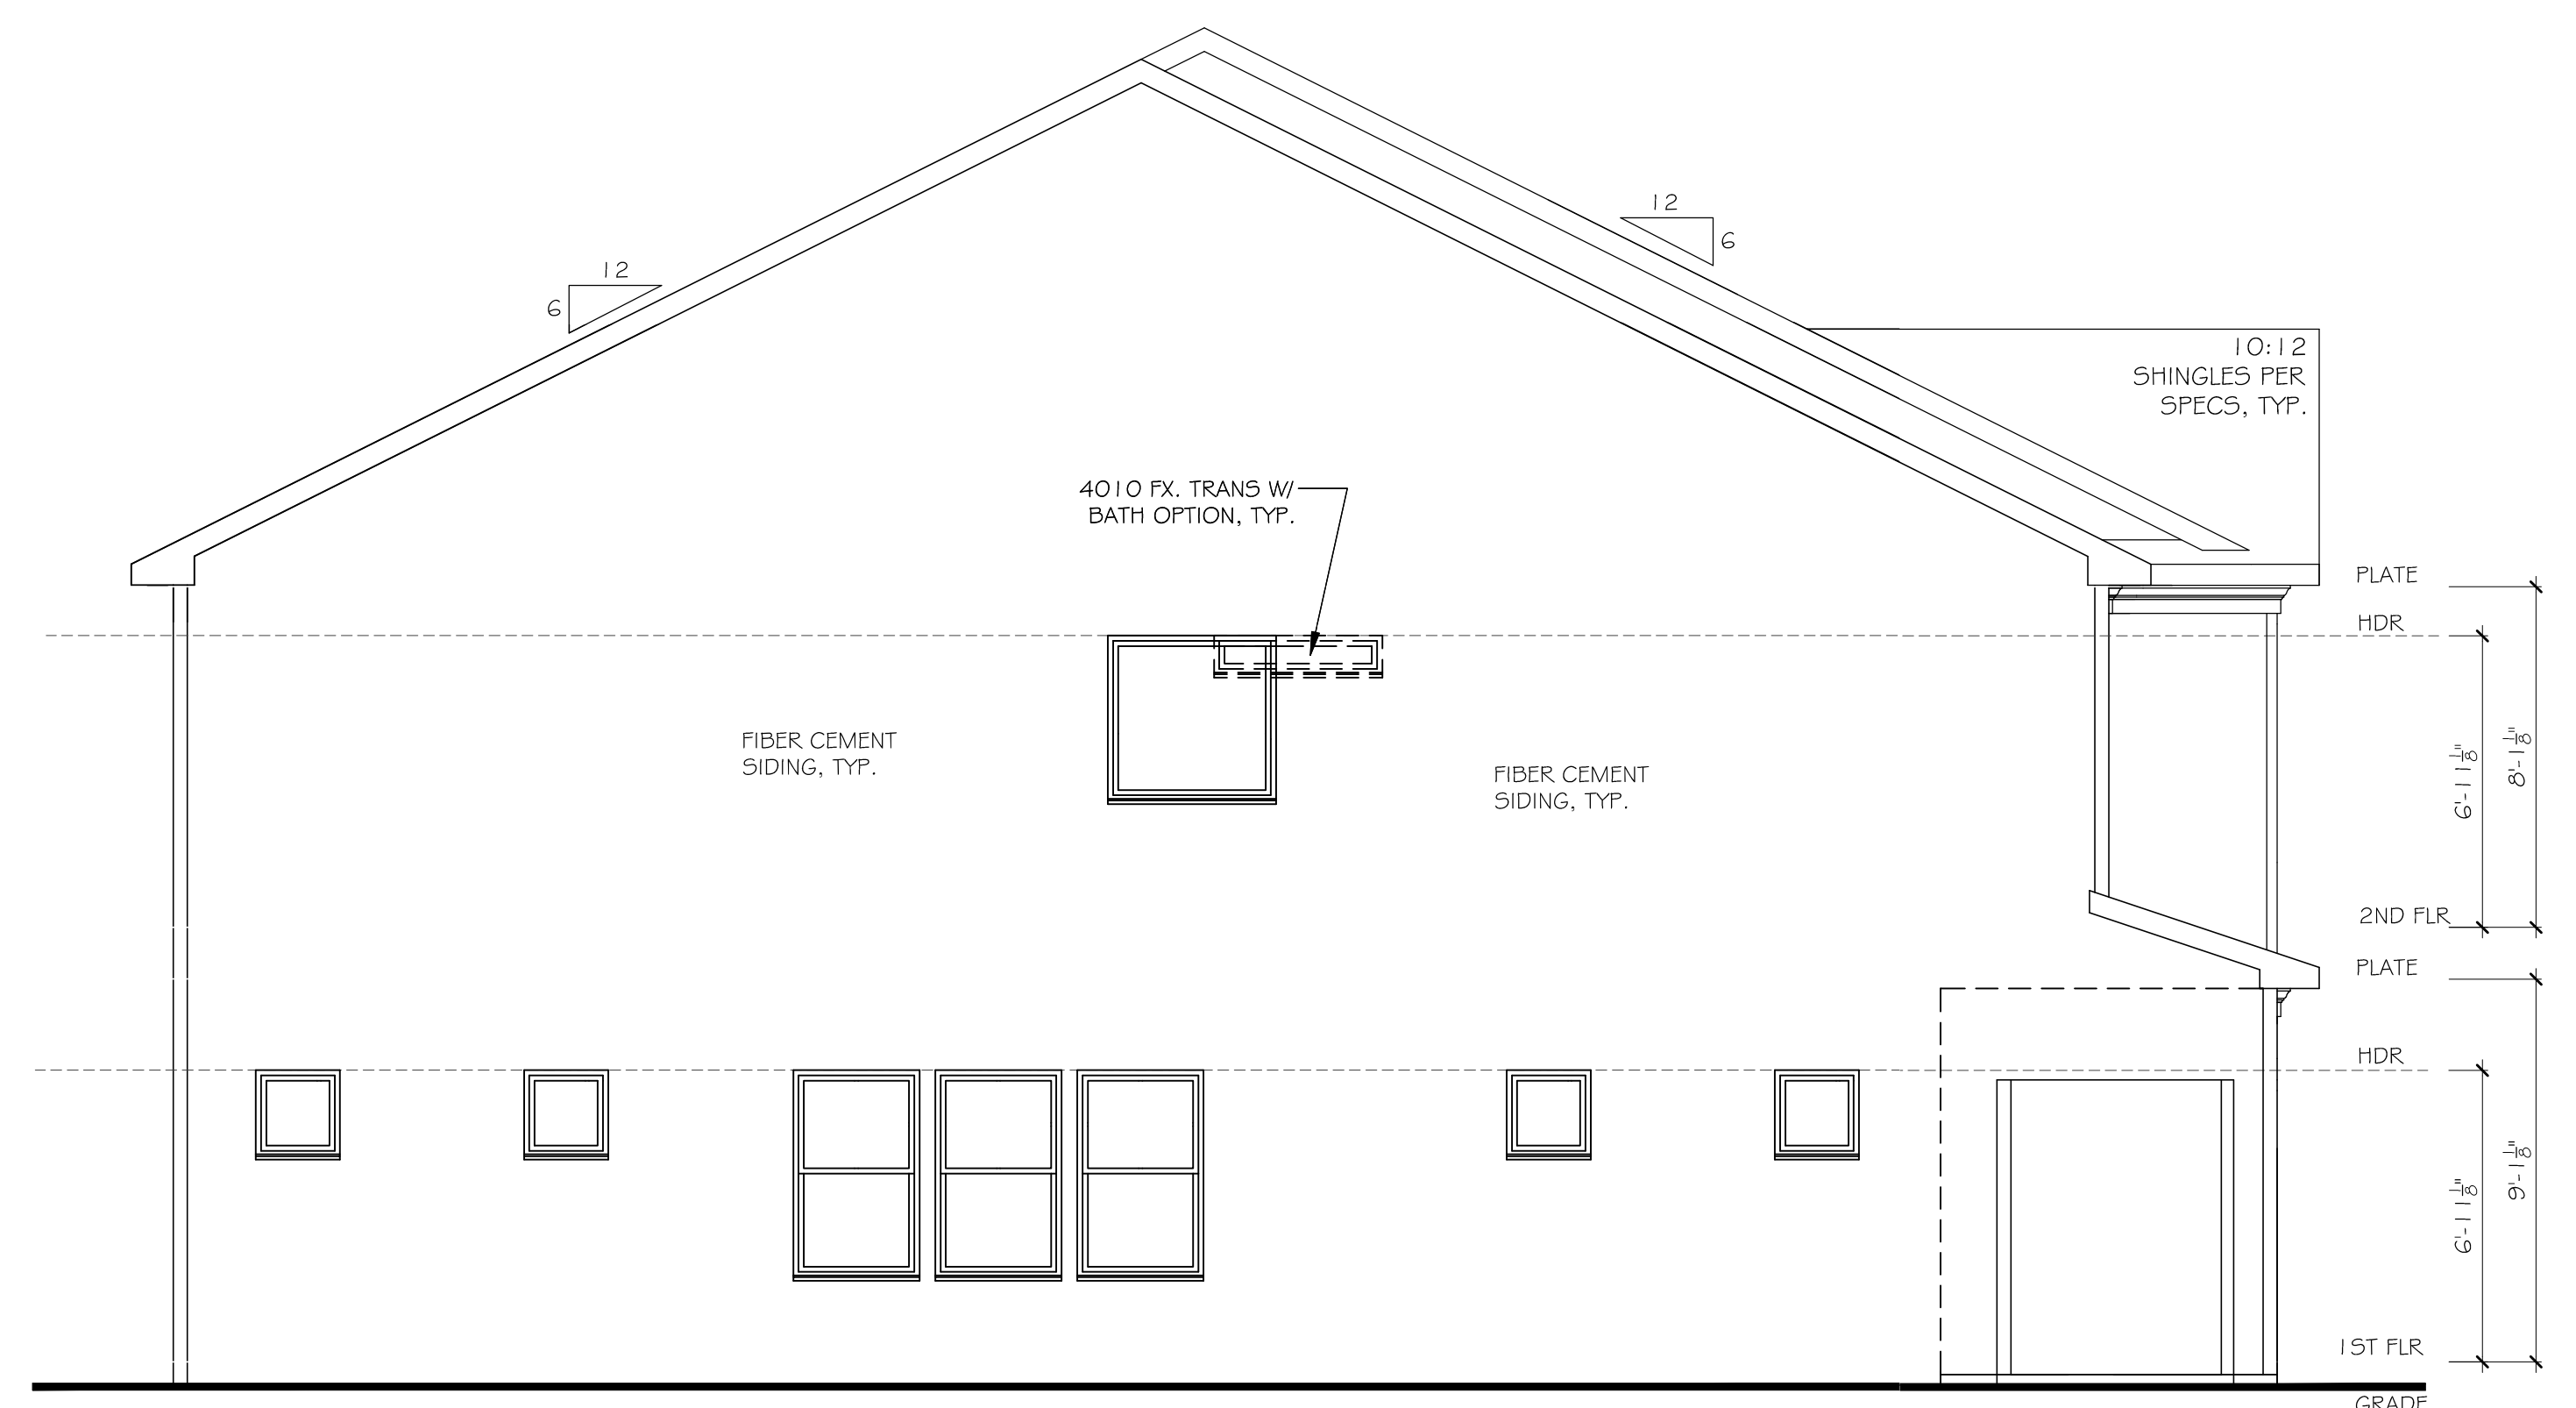 12
6
12
6
10:12
SHINGLES PER
SPECS, TYP.
4010 FX. TRANS W/
BATH OPTION, TYP.
PLATE
HDR
FIBER CEMENT
SIDING, TYP.
FIBER CEMENT
SIDING, TYP.
6'-11 1/8"
8'-1 1/8"
2ND FLR
PLATE
HDR
6'-11 1/8"
9'-1 1/8"
1ST FLR
GRADE